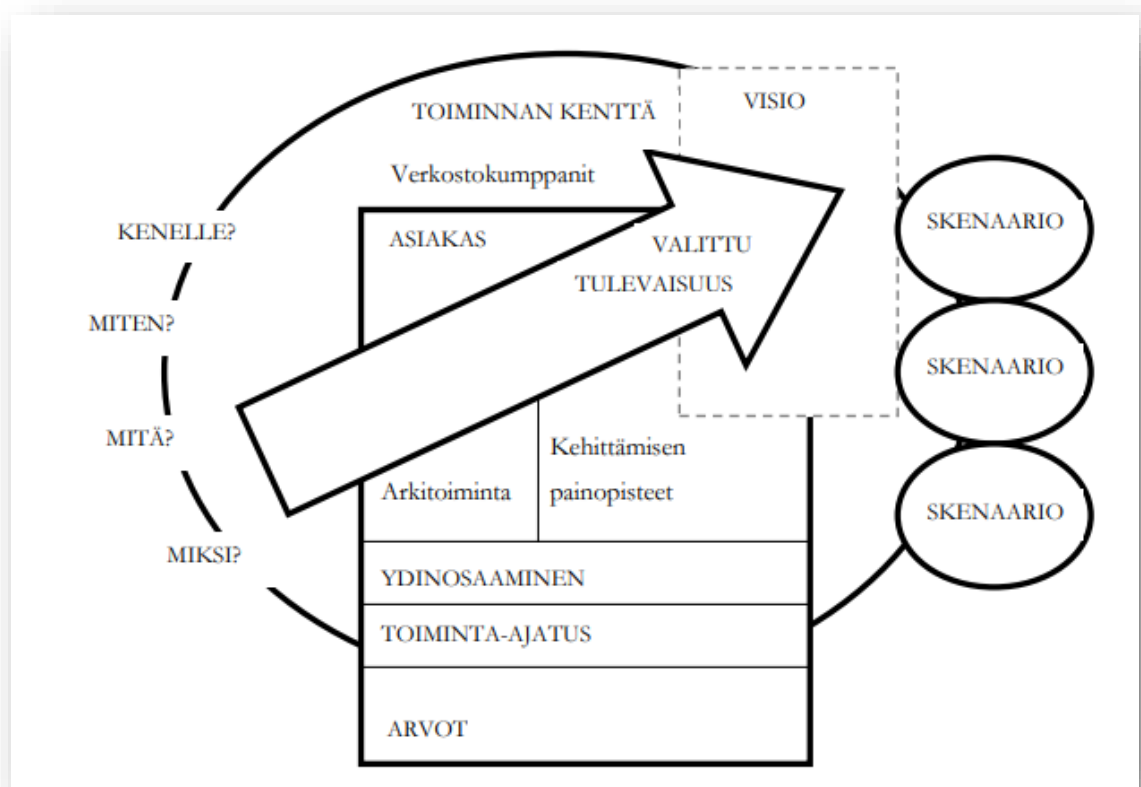 TOIMINNAN KENTTÄ
VISIO
Verkostokumppanit
KENELLE?
ASIAKAS
VALITTU
TULEVAISUUS
SKENAARIO
MITEN?
SKENAARIO
MITÄ?
Kehittämisen
painopisteet
Arkitoiminta
SKENAARIO
MIKSI?
YDINOSAAMINEN
TOIMINTA-AJATUS
ARVOT